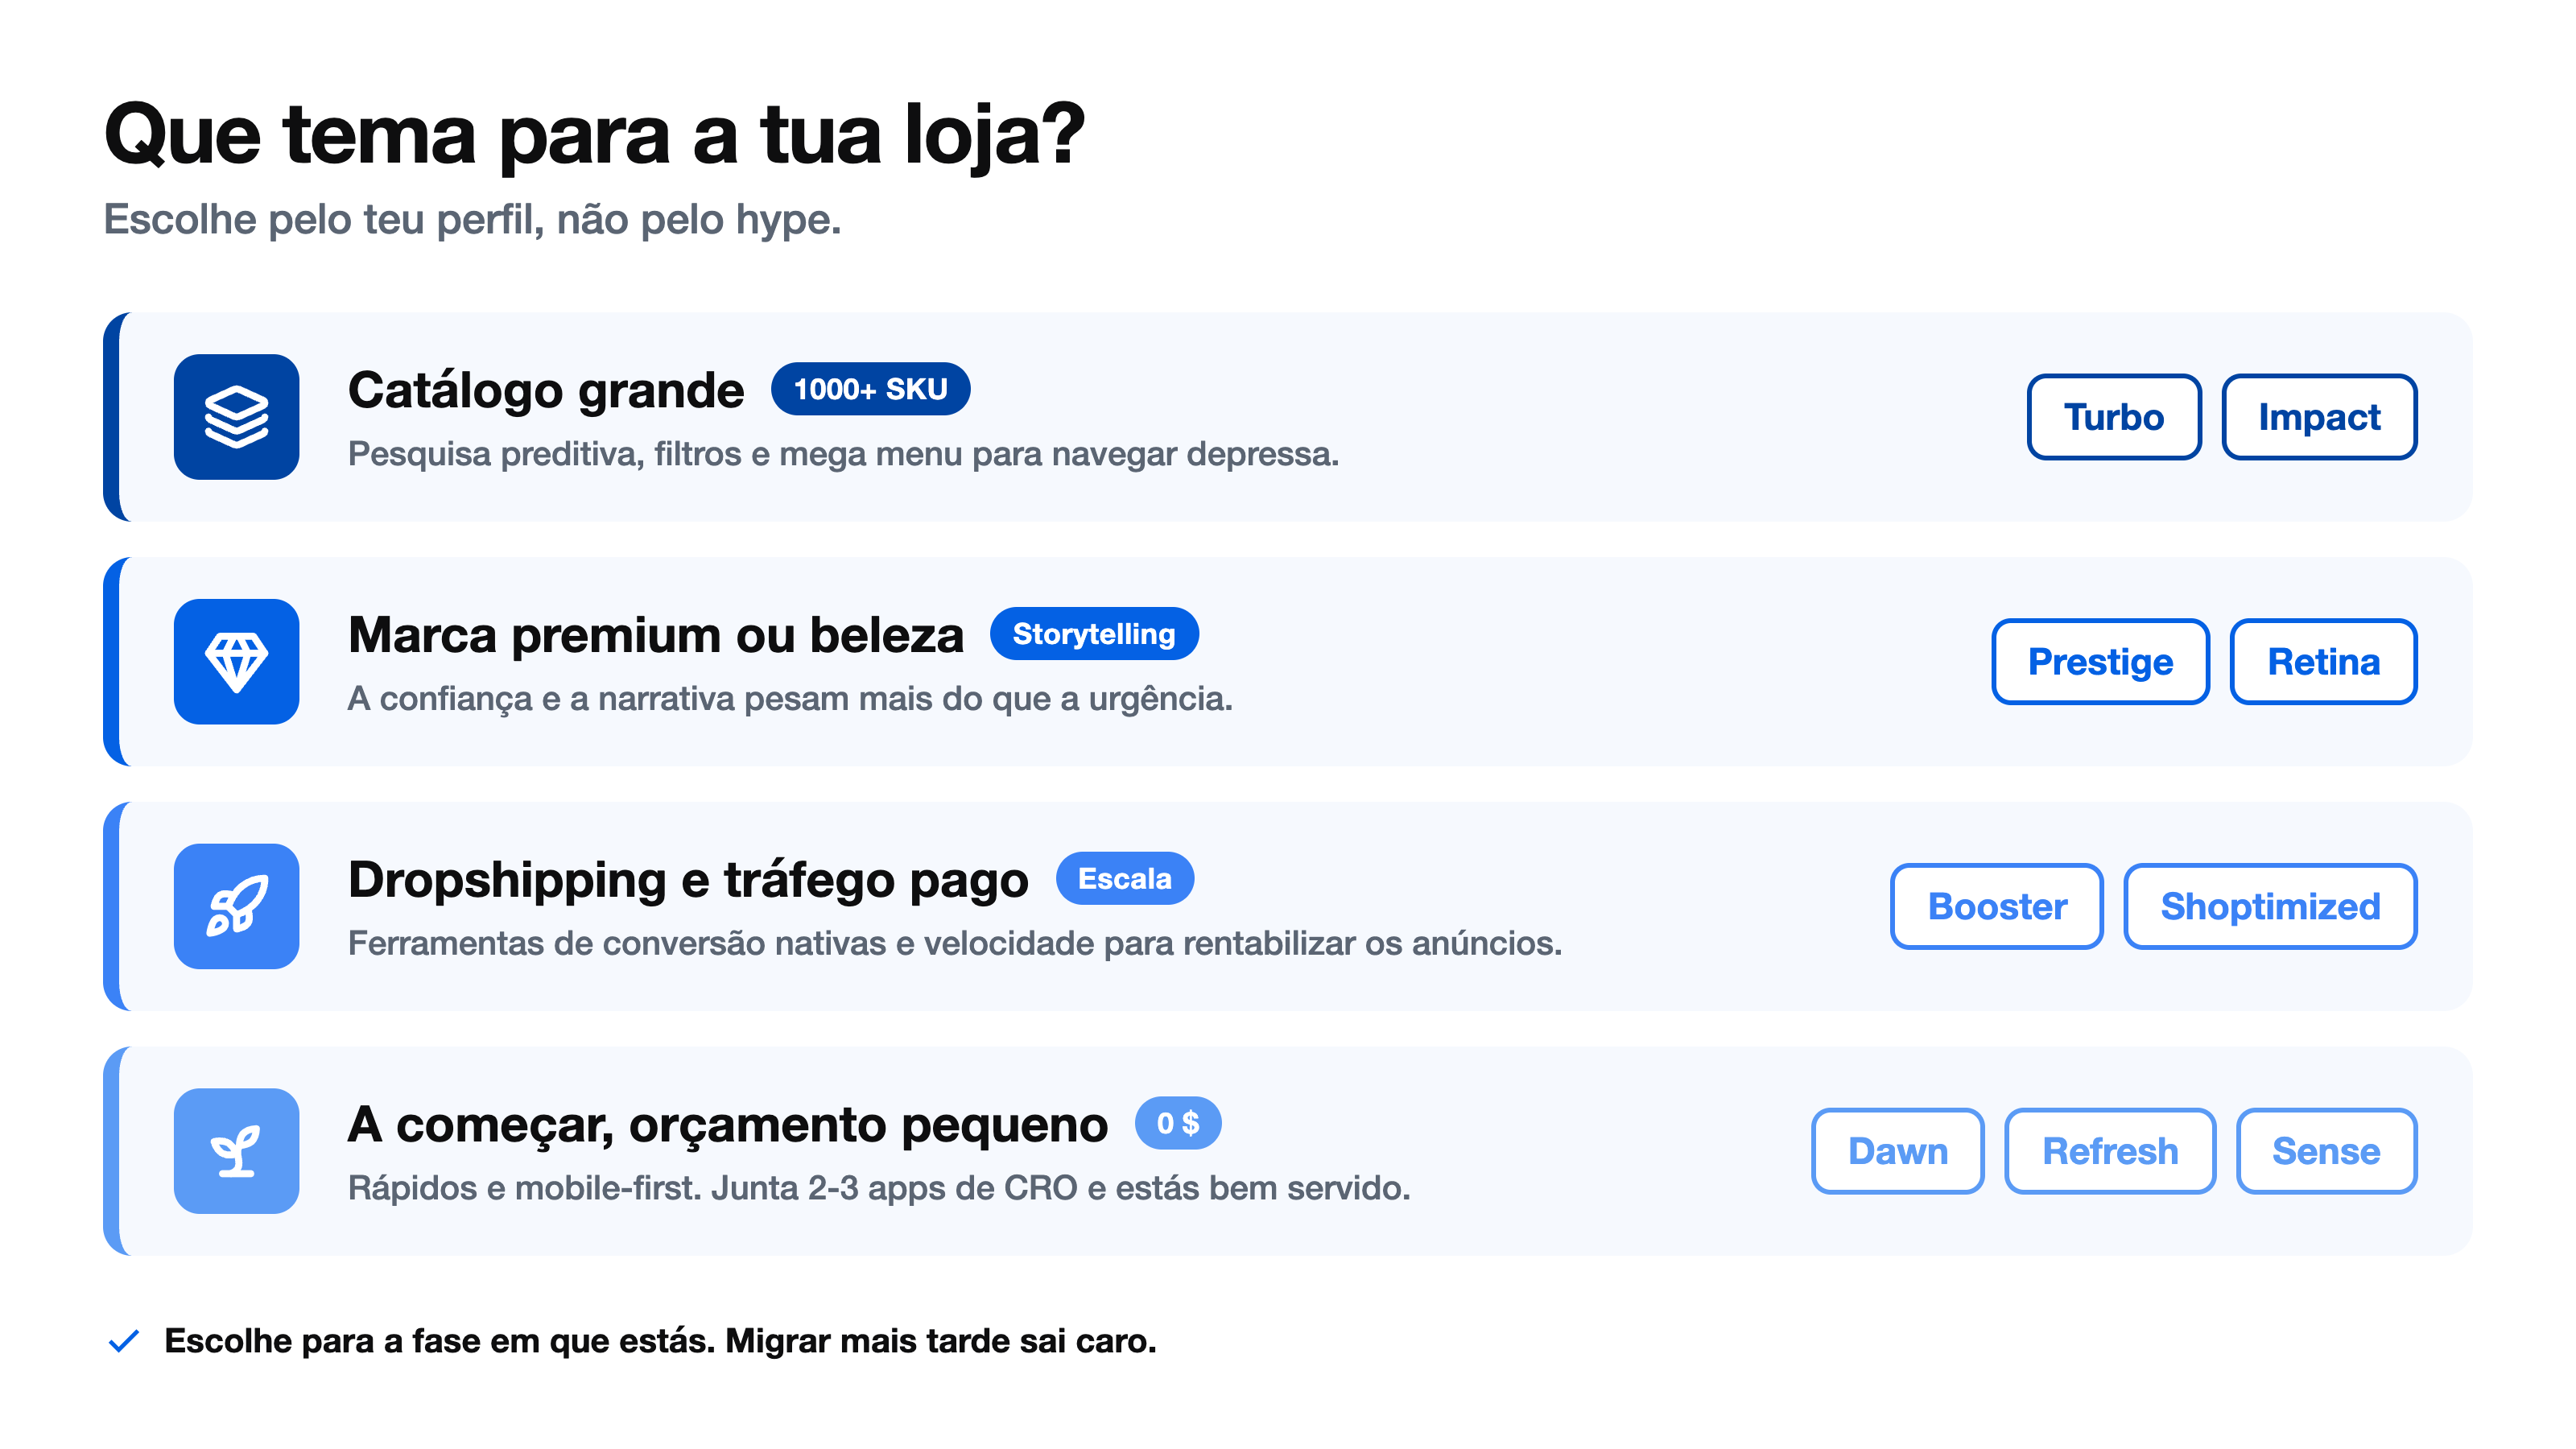 Que tema para a tua loja?
Escolhe pelo teu perfil, não pelo hype.
Catálogo grande 1000+ SKU
Pesquisa preditiva, filtros e mega menu para navegar depressa.
Turbo Impact
Marca premium ou beleza Storytelling
A confiança e a narrativa pesam mais do que a urgência.
Prestige Retina
Dropshipping e tráfego pago Escala
Ferramentas de conversão nativas e velocidade para rentabilizar os anúncios.
Booster Shoptimized
A começar, orçamento pequeno 0 $
Rápidos e mobile-first. Junta 2-3 apps de CRO e estás bem servido.
Dawn Refresh Sense
Escolhe para a fase em que estás. Migrar mais tarde sai caro.